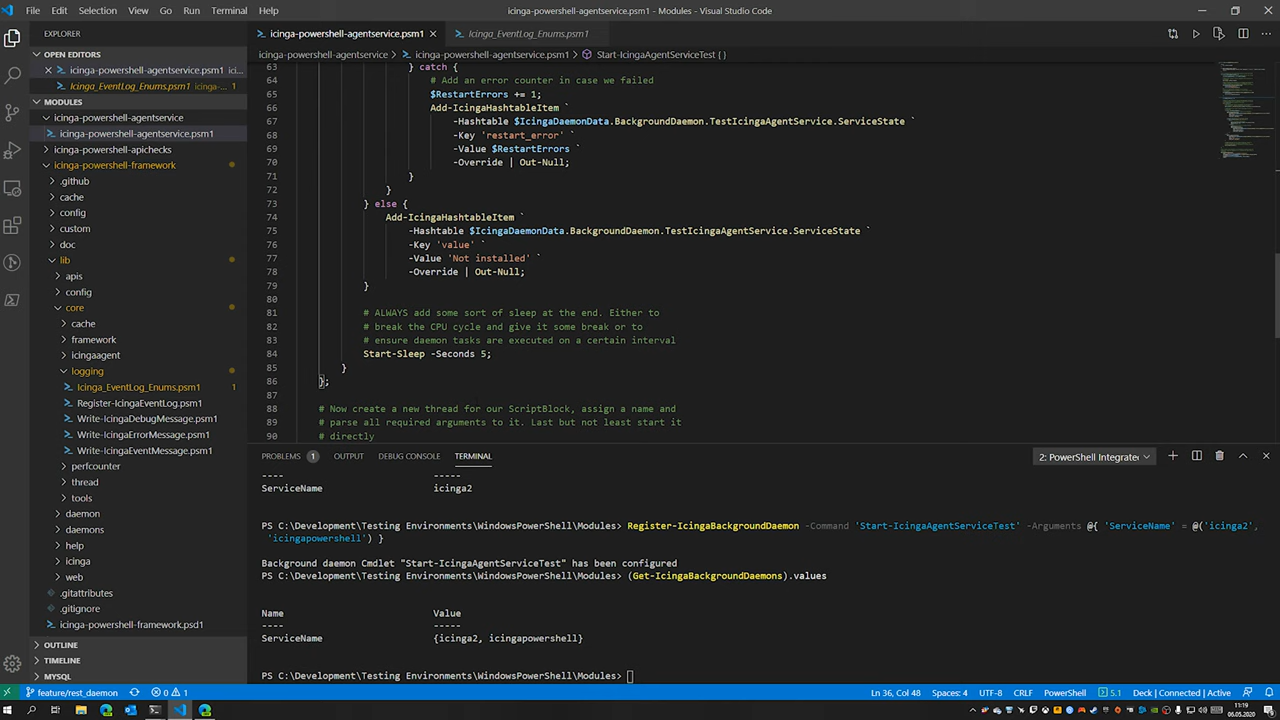 File Edit Selection View Go Run Terminal Help
icinga-powershell-agentservice.psm1 - Modules - Visual Studio Code
EXPLORER
OPEN EDITORS
icinga-powershell-agentservice.psm1 ic...
Icinga_EventLog_Enums.psm1 icinga-... 1
MODULES
icinga-powershell-agentservice
icinga-powershell-agentservice.psm1
icinga-powershell-apichecks
icinga-powershell-framework
.github
cache
config
custom
doc
lib
apis
config
core
cache
framework
icingaagent
logging
Icinga_EventLog_Enums.psm1 1
Register-IcingaEventLog.psm1
Write-IcingaDebugMessage.psm1
Write-IcingaErrorMessage.psm1
Write-IcingaEventMessage.psm1
perfcounter
thread
tools
daemon
daemons
help
icinga
web
.gitattributes
.gitignore
icinga-powershell-framework.psd1
OUTLINE
TIMELINE
MYSQL
icinga-powershell-agentservice.psm1 Icinga_EventLog_Enums.psm1
icinga-powershell-agentservice > icinga-powershell-agentservice.psm1 > Start-IcingaAgentServiceTest { }
63 } catch {
64 # Add an error counter in case we failed
65 $RestartErrors += 1;
66 Add-IcingaHashtableItem `
67 -Hashtable $IcingaDaemonData.BackgroundDaemon.TestIcingaAgentService.ServiceState `
68 -Key 'restart_error' `
69 -Value $RestartErrors `
70 -Override | Out-Null;
71 }
72 }
73 } else {
74 Add-IcingaHashtableItem `
75 -Hashtable $IcingaDaemonData.BackgroundDaemon.TestIcingaAgentService.ServiceState `
76 -Key 'value' `
77 -Value 'Not installed' `
78 -Override | Out-Null;
79 }
80
81 # ALWAYS add some sort of sleep at the end. Either to
82 # break the CPU cycle and give it some break or to
83 # ensure daemon tasks are executed on a certain interval
84 Start-Sleep -Seconds 5;
85 }
86 };
87
88 # Now create a new thread for our ScriptBlock, assign a name and
89 # parse all required arguments to it. Last but not least start it
90 # directly
PROBLEMS 1 OUTPUT DEBUG CONSOLE TERMINAL
2: PowerShell Integrated
---- -----
ServiceName icinga2
PS C:\Development\Testing Environments\WindowsPowerShell\Modules> Register-IcingaBackgroundDaemon -Command 'Start-IcingaAgentServiceTest' -Arguments @{ 'ServiceName' = @('icinga2',
'icingapowershell') }
Background daemon Cmdlet "Start-IcingaAgentServiceTest" has been configured
PS C:\Development\Testing Environments\WindowsPowerShell\Modules> (Get-IcingaBackgroundDaemons).values
Name Value
---- -----
ServiceName {icinga2, icingapowershell}
PS C:\Development\Testing Environments\WindowsPowerShell\Modules>
feature/rest_daemon 0 1
Ln 36, Col 48 Spaces: 4 UTF-8 CRLF PowerShell 5.1 Deck | Connected | Active
11:19
06.05.2020